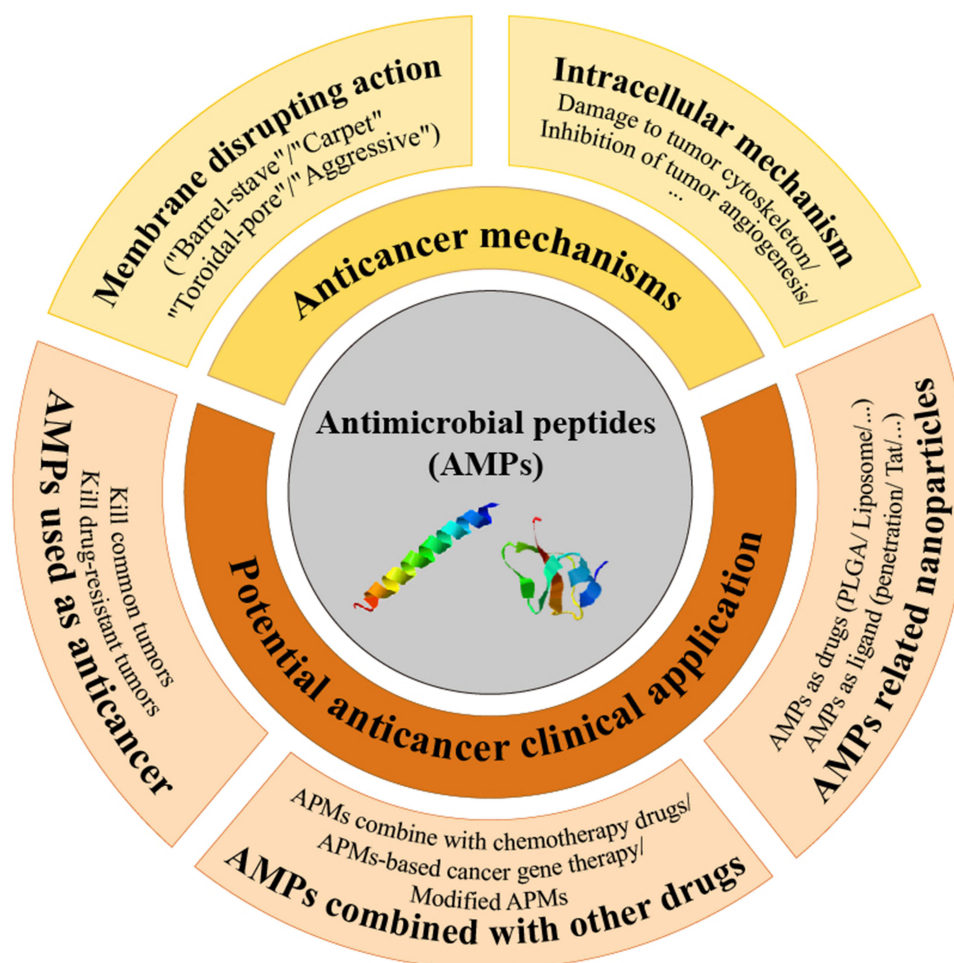 Antimicrobial peptides
(AMPs)
Anticancer mechanisms
Membrane disrupting action
("Barrel-stave"/"Carpet"
"Toroidal-pore"/"Aggressive")
Intracellular mechanism
Damage to tumor cytoskeleton/
Inhibition of tumor angiogenesis/
...
Potential anticancer clinical application
AMPs used as anticancer
Kill common tumors
Kill drug-resistant tumors
APMs combine with chemotherapy drugs/
APMs-based cancer gene therapy/
Modified APMs
AMPs combined with other drugs
AMPs as drugs (PLGA/ Liposome/...)
AMPs as ligand (penetration/ Tat/...)
AMPs related nanoparticles